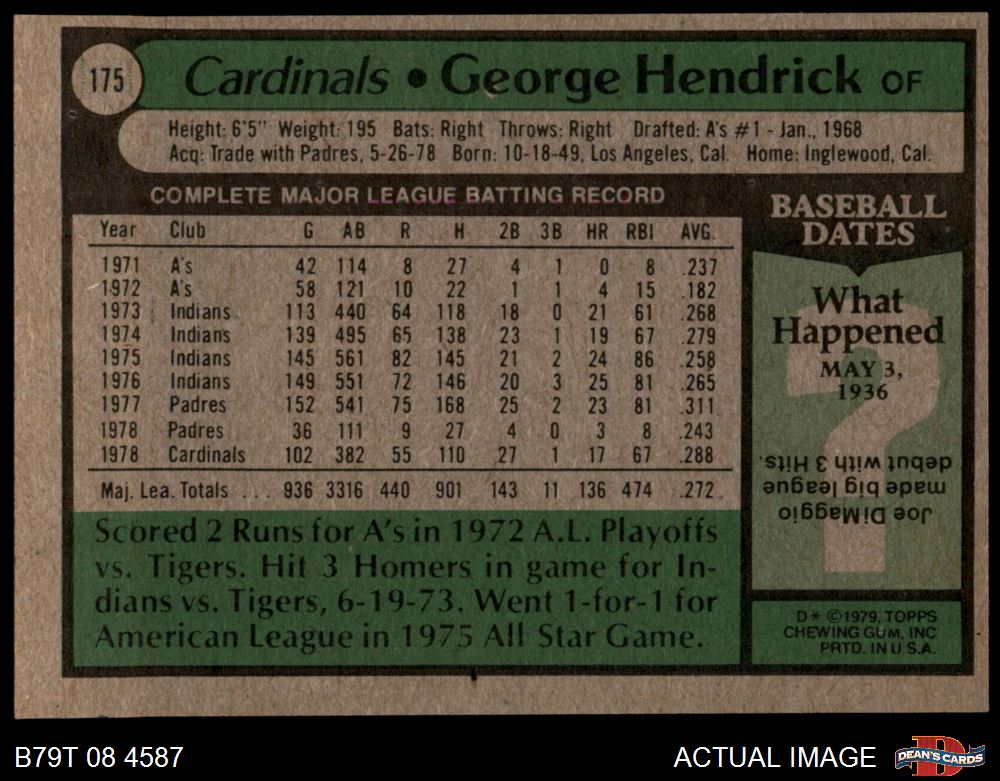 175
Cardinals • George Hendrick OF
Height: 6'5" Weight: 195 Bats: Right Throws: Right Drafted: A's #1 - Jan., 1968
Acq: Trade with Padres, 5-26-78 Born: 10-18-49, Los Angeles, Cal. Home: Inglewood, Cal.
COMPLETE MAJOR LEAGUE BATTING RECORD
Year Club G AB R H 2B 3B HR RBI AVG.
1971 A's 42 114 8 27 4 1 0 8 .237
1972 A's 58 121 10 22 1 1 4 15 .182
1973 Indians 113 440 64 118 18 0 21 61 .268
1974 Indians 139 495 65 138 23 1 19 67 .279
1975 Indians 145 561 82 145 21 2 24 86 .258
1976 Indians 149 551 72 146 20 3 25 81 .265
1977 Padres 152 541 75 168 25 2 23 81 .311
1978 Padres 36 111 9 27 4 0 3 8 .243
1978 Cardinals 102 382 55 110 27 1 17 67 .288
Maj. Lea. Totals ... 936 3316 440 901 143 11 136 474 .272
Scored 2 Runs for A's in 1972 A.L. Playoffs
vs. Tigers. Hit 3 Homers in game for In-
dians vs. Tigers, 6-19-73. Went 1-for-1 for
American League in 1975 All Star Game.
BASEBALL
DATES
What
Happened
MAY 3,
1936
Joe DiMaggio
made big league
debut with 3 Hits.
D* ©1979, TOPPS
CHEWING GUM, INC
PRTD. IN U.S.A.
B79T 08 4587
ACTUAL IMAGE
D
DEAN'S CARDS